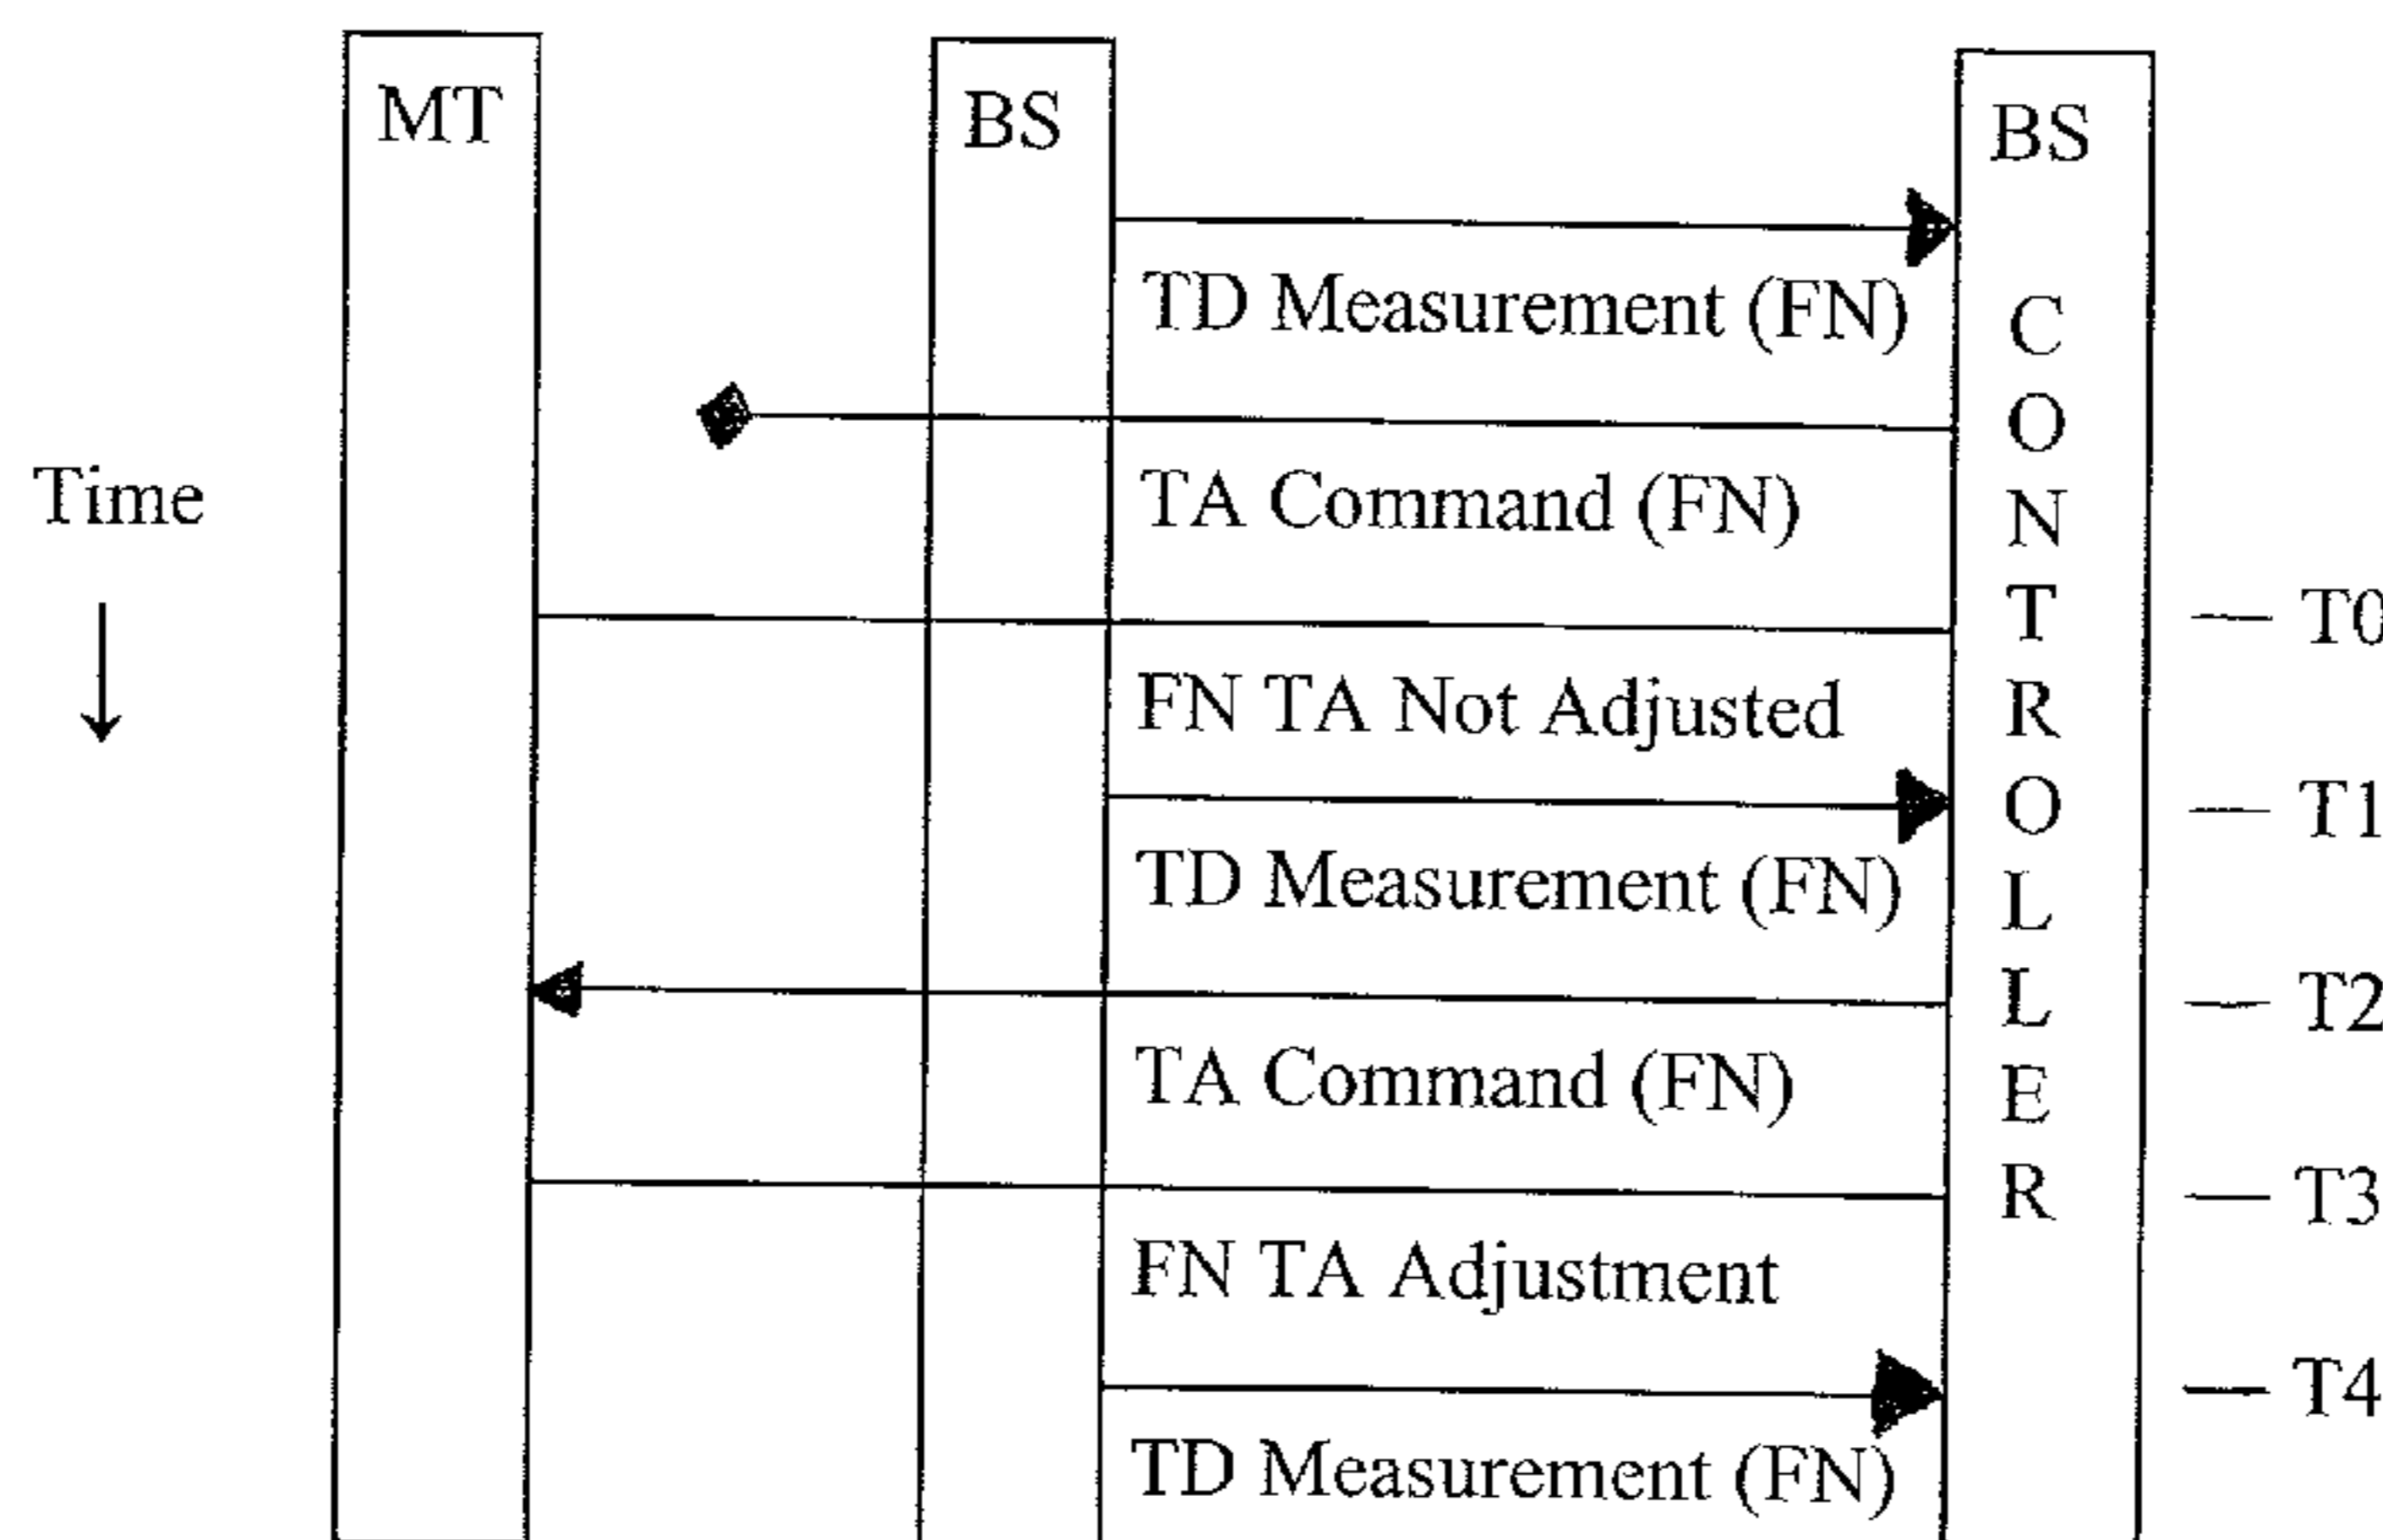 MT
BS
BS
CONTROLLER
TD Measurement (FN)
TA Command (FN)
Time
T0
FN TA Not Adjusted
T1
TD Measurement (FN)
T2
TA Command (FN)
T3
FN TA Adjustment
T4
TD Measurement (FN)